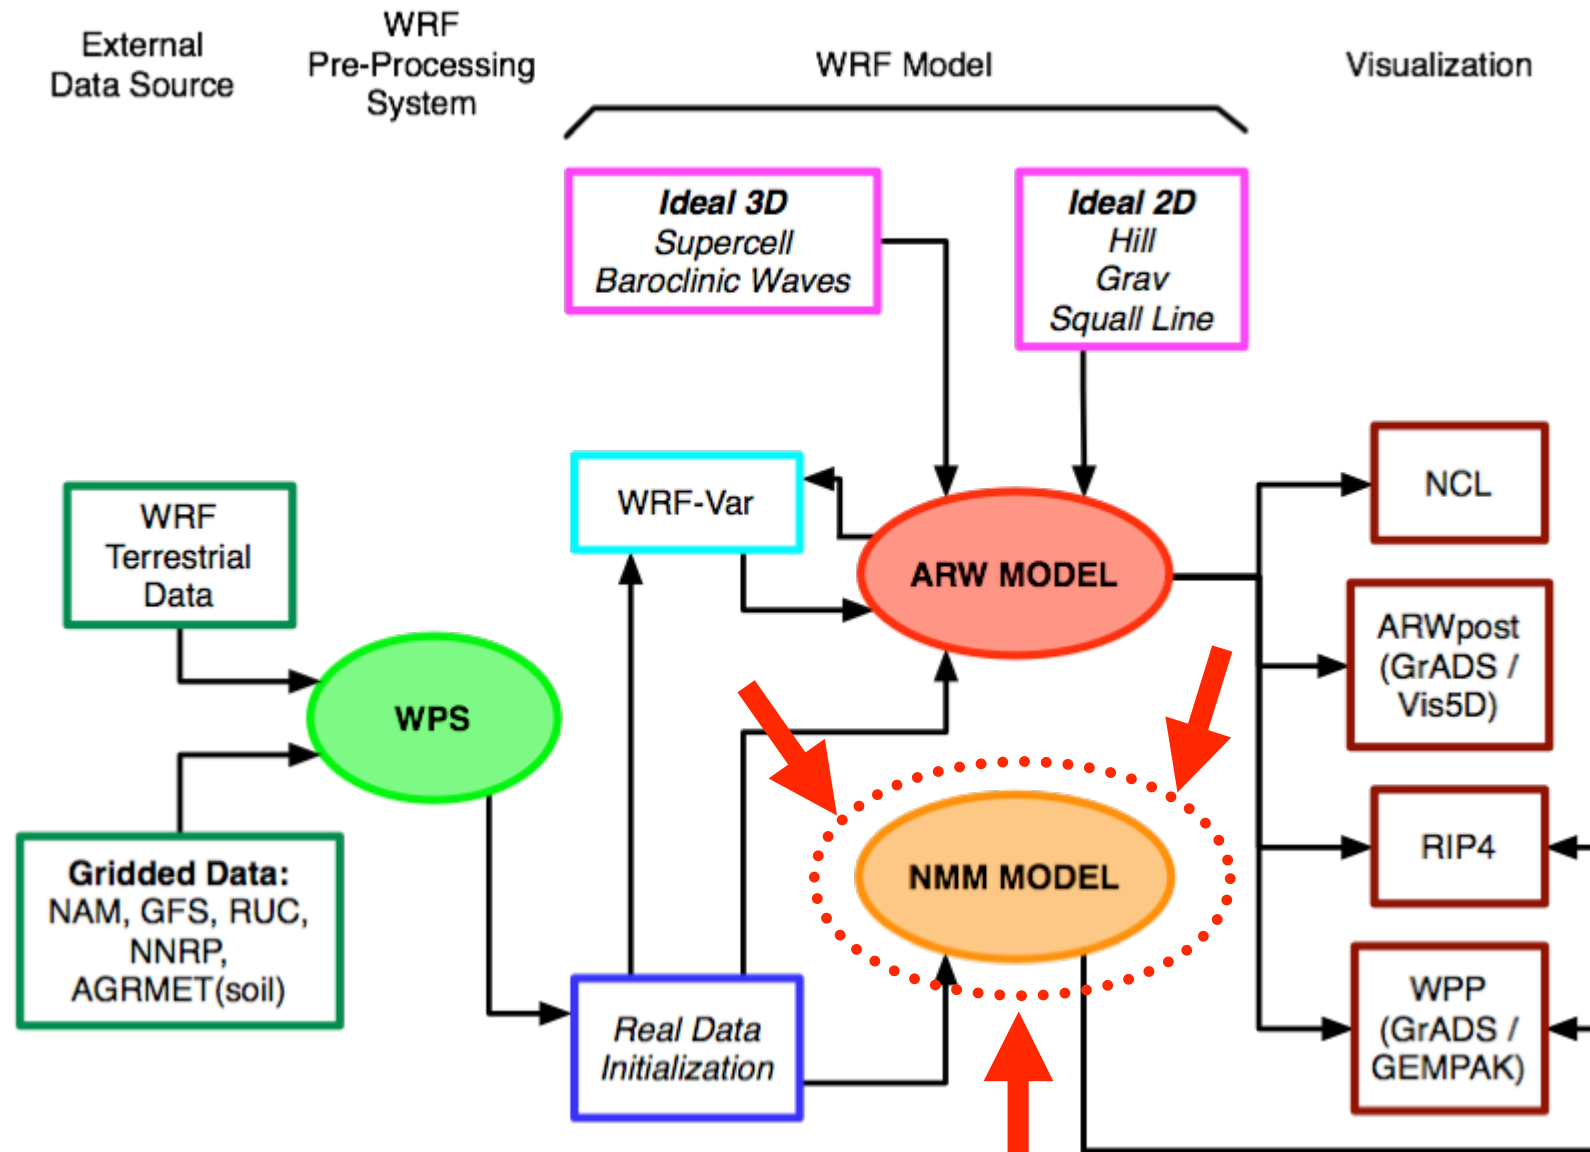 External
Data Source
WRF
Pre-Processing
System
WRF Model
Visualization
Ideal 3D
Supercell
Baroclinic Waves
Ideal 2D
Hill
Grav
Squall Line
WRF
Terrestrial
Data
WRF-Var
ARW MODEL
NCL
ARWpost
(GrADS /
Vis5D)
WPS
NMM MODEL
RIP4
Gridded Data:
NAM, GFS, RUC,
NNRP,
AGRMET(soil)
Real Data
Initialization
WPP
(GrADS /
GEMPAK)